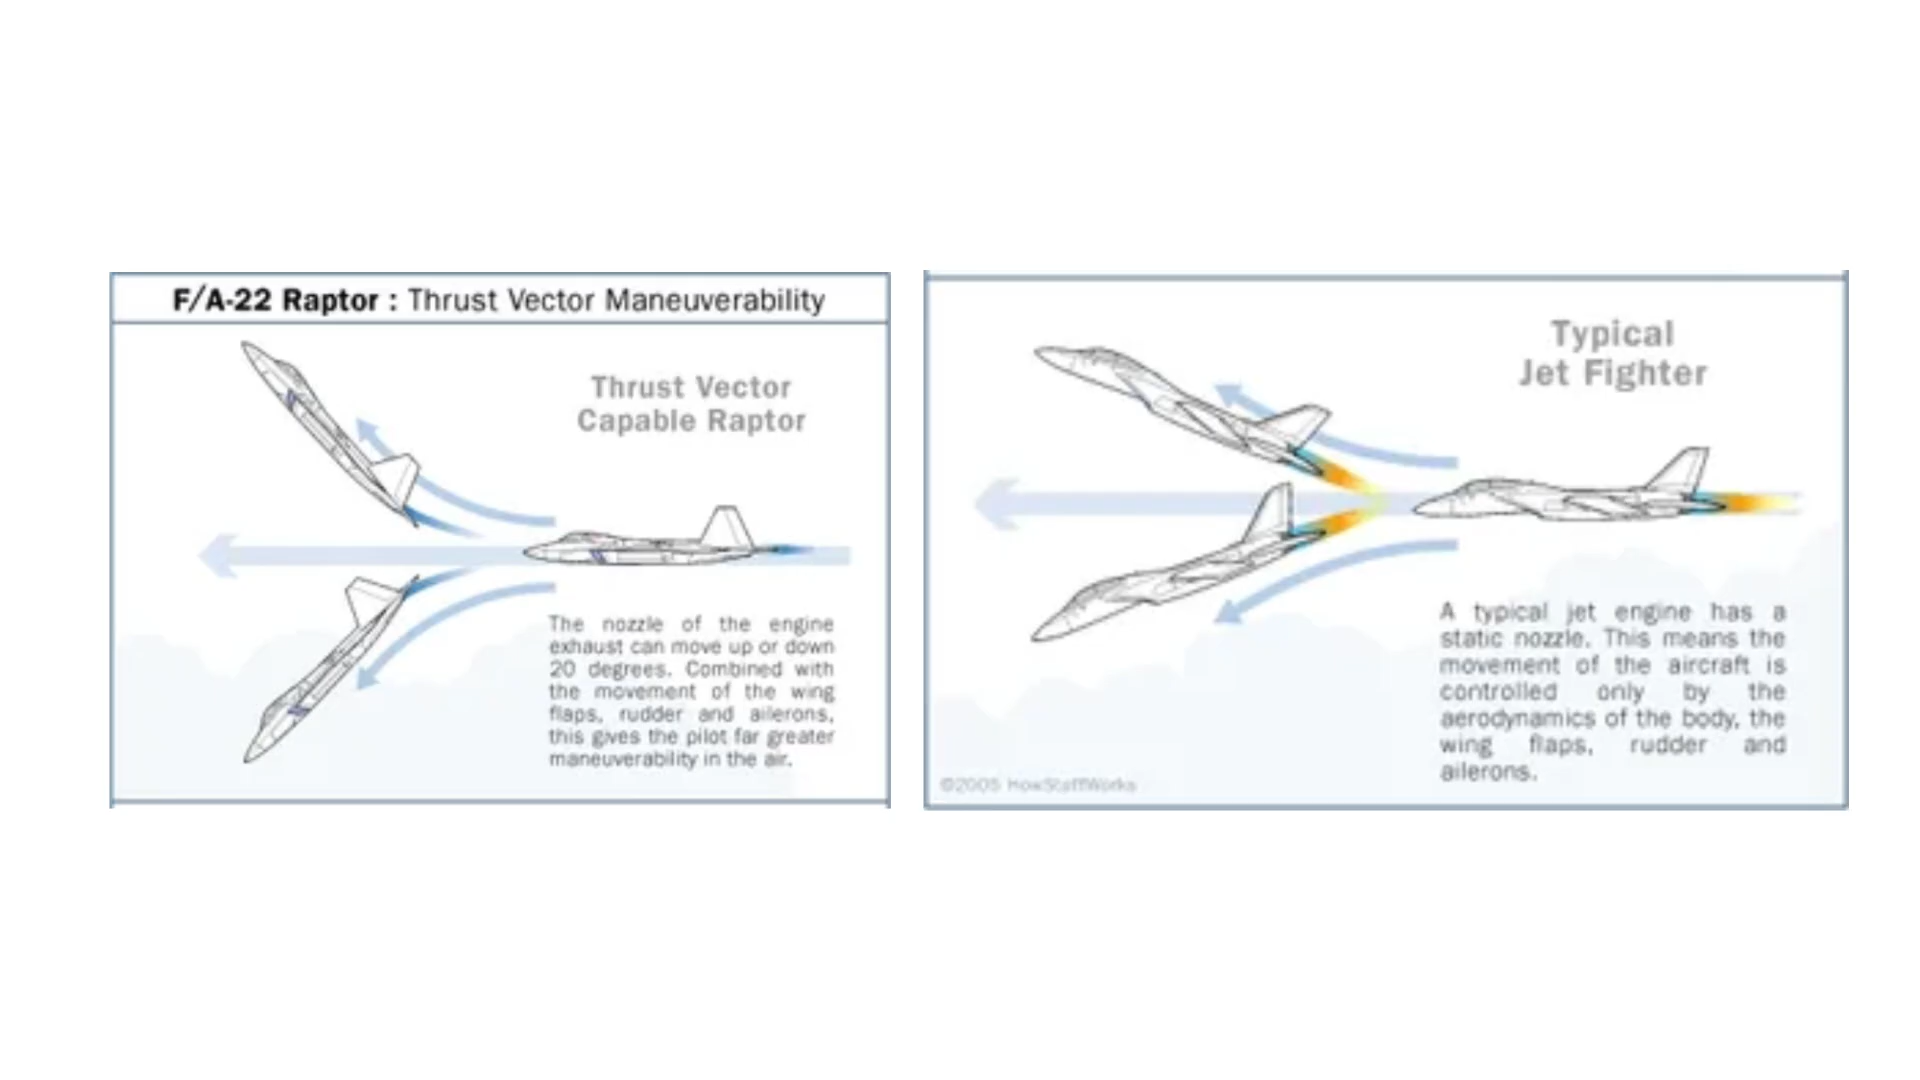 F/A-22 Raptor : Thrust Vector Maneuverability
Thrust Vector
Capable Raptor
The nozzle of the engine
exhaust can move up or down
20 degrees. Combined with
the movement of the wing
flaps, rudder and ailerons,
this gives the pilot far greater
maneuverability in the air.
Typical
Jet Fighter
A typical jet engine has a
static nozzle. This means the
movement of the aircraft is
controlled only by the
aerodynamics of the body, the
wing flaps, rudder and
ailerons.
©2005 HowStuffWorks